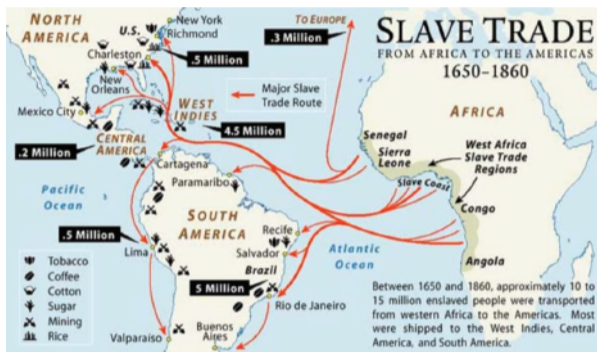 SLAVE TRADE
FROM AFRICA TO THE AMERICAS
1650–1860
NORTH
AMERICA
U.S.
New York
Richmond
Charleston
.5 Million
New
Orleans
TO EUROPE
.3 Million
Major Slave
Trade Route
Mexico City
WEST
INDIES
4.5 Million
CENTRAL
AMERICA
.2 Million
Cartagena
Paramaribo
Pacific
Ocean
SOUTH
AMERICA
.5 Million
Lima
Recife
Salvador
Brazil
5 Million
Rio de Janeiro
Valparaiso
Buenos
Aires
Atlantic
Ocean
AFRICA
Senegal
Sierra
Leone
West Africa
Slave Trade
Regions
Slave Coast
Congo
Angola
Tobacco
Coffee
Cotton
Sugar
Mining
Rice
Between 1650 and 1860, approximately 10 to
15 million enslaved people were transported
from western Africa to the Americas. Most
were shipped to the West Indies, Central
America, and South America.